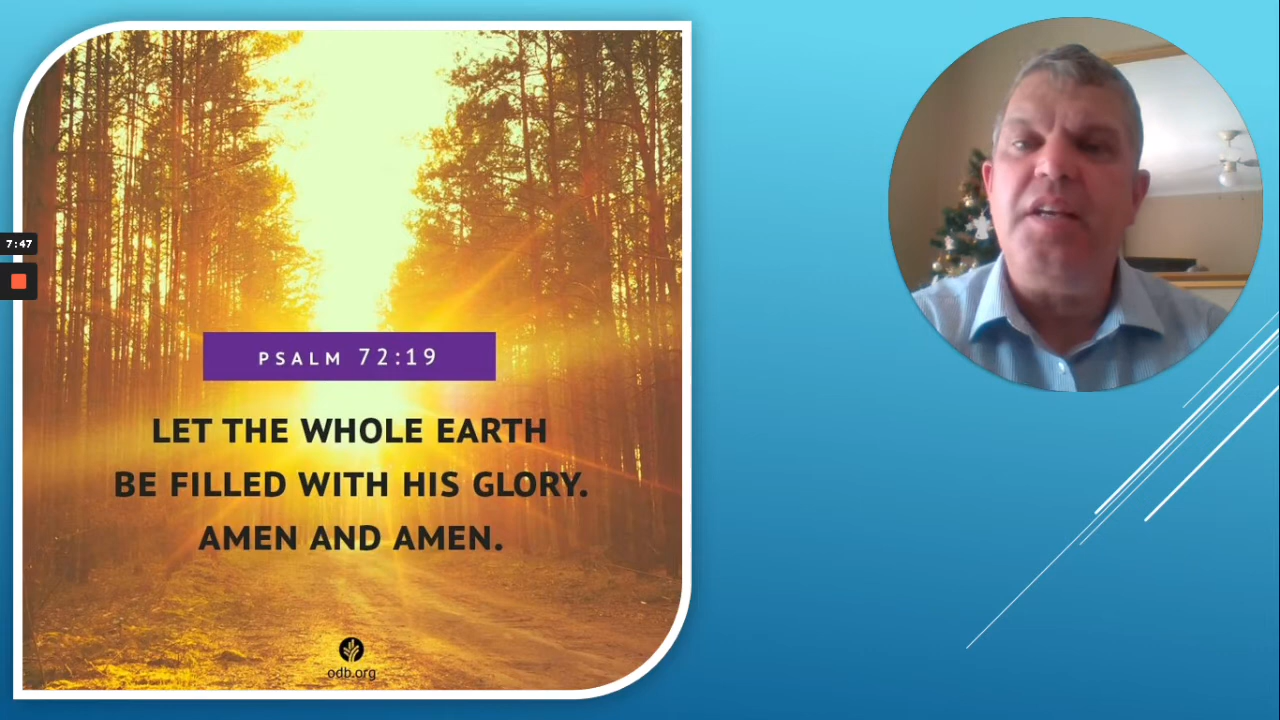 7:47
PSALM 72:19
LET THE WHOLE EARTH
BE FILLED WITH HIS GLORY.
AMEN AND AMEN.
odb.org